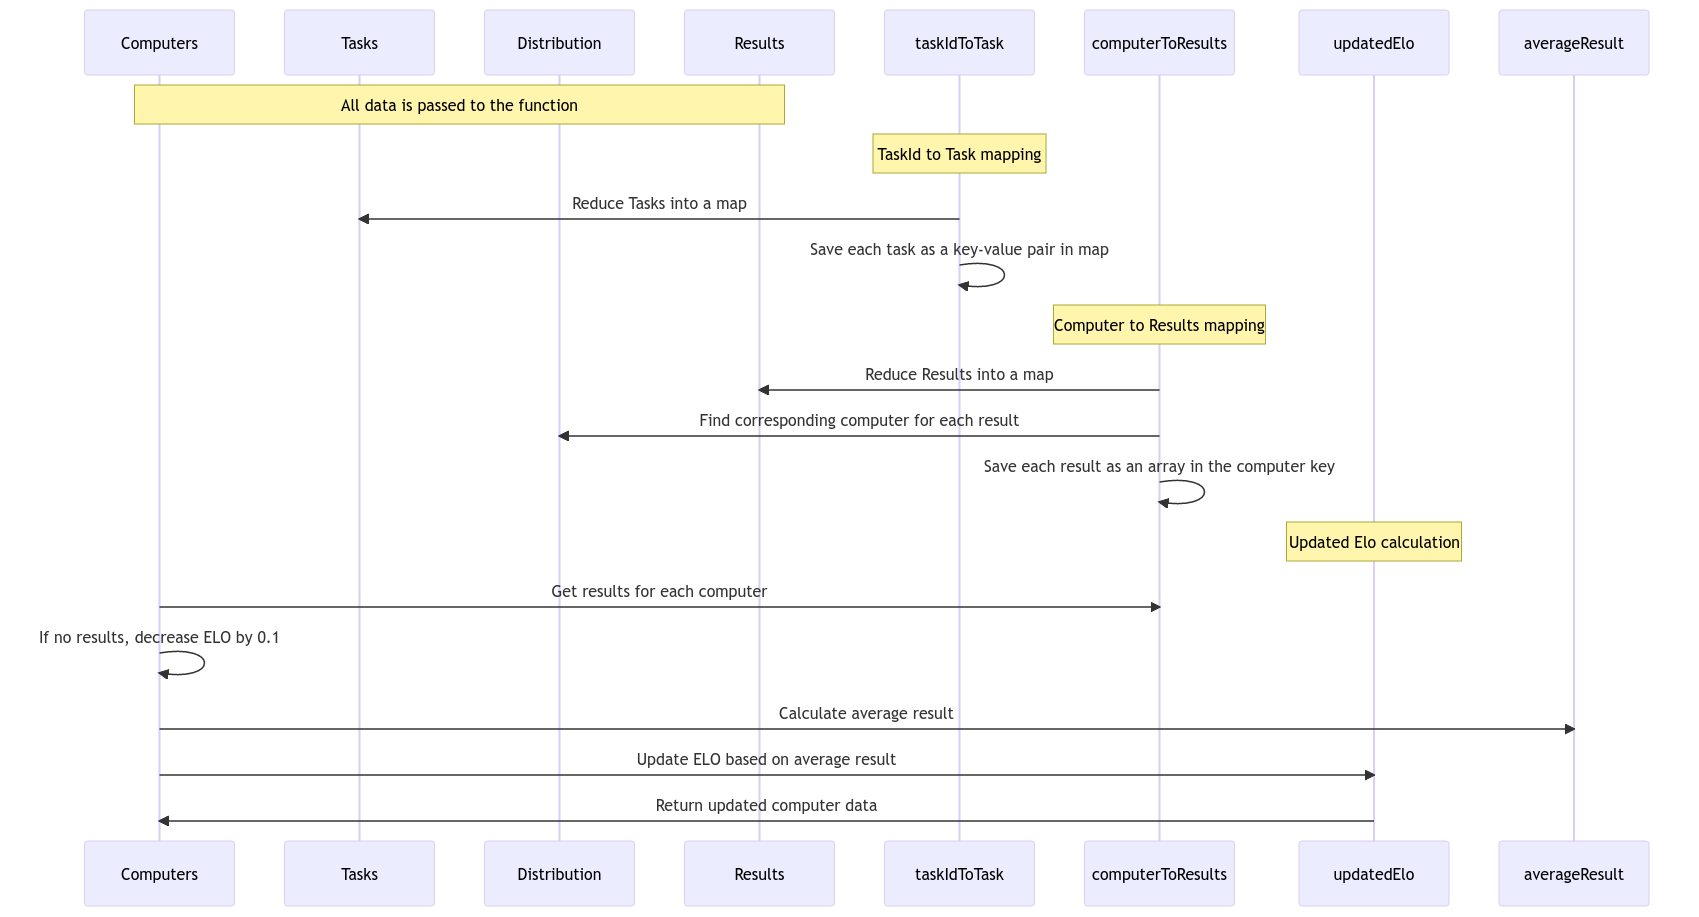 Computers
Tasks
Distribution
Results
taskIdToTask
computerToResults
updatedElo
averageResult
All data is passed to the function
TaskId to Task mapping
Reduce Tasks into a map
Save each task as a key-value pair in map
Computer to Results mapping
Reduce Results into a map
Find corresponding computer for each result
Save each result as an array in the computer key
Updated Elo calculation
Get results for each computer
If no results, decrease ELO by 0.1
Calculate average result
Update ELO based on average result
Return updated computer data
Computers
Tasks
Distribution
Results
taskIdToTask
computerToResults
updatedElo
averageResult